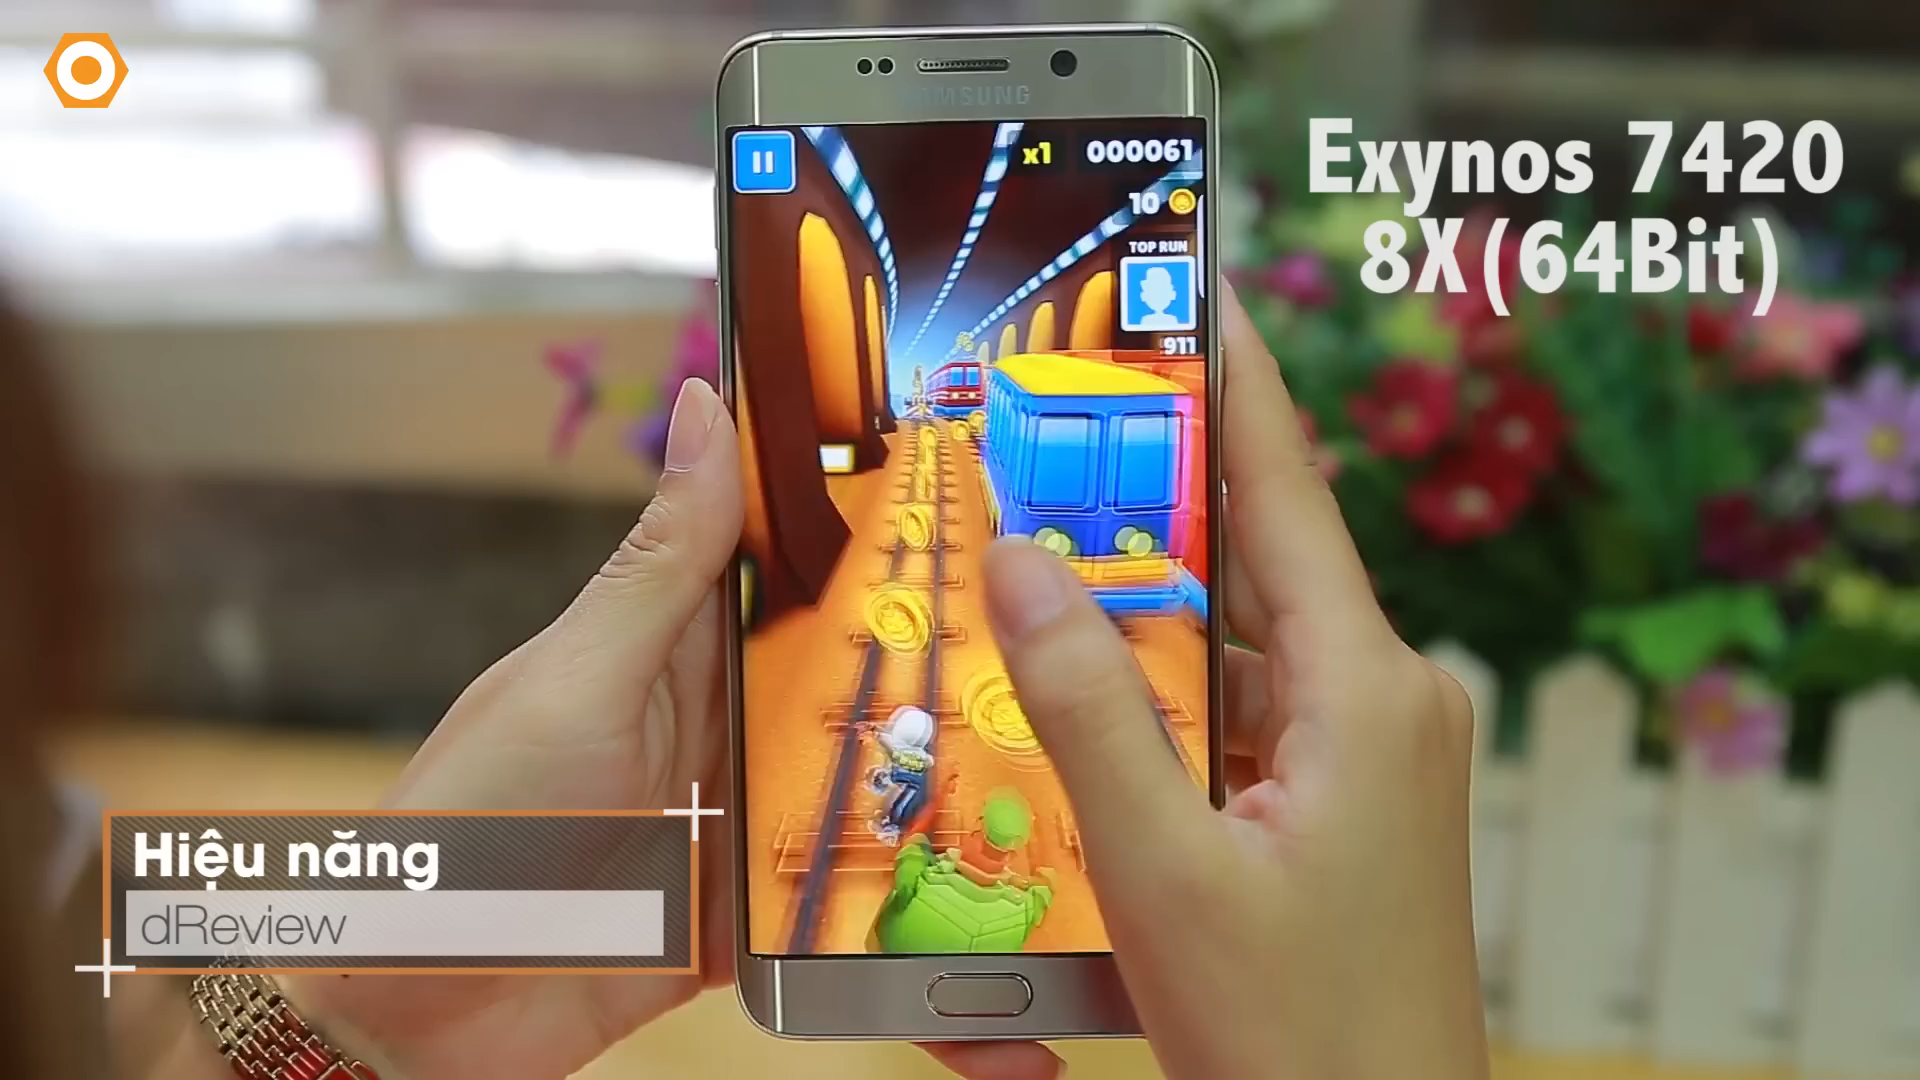 Exynos 7420
8X(64Bit)
SAMSUNG
x1 000061
10
TOP RUN
911
Hiệu năng
dReview